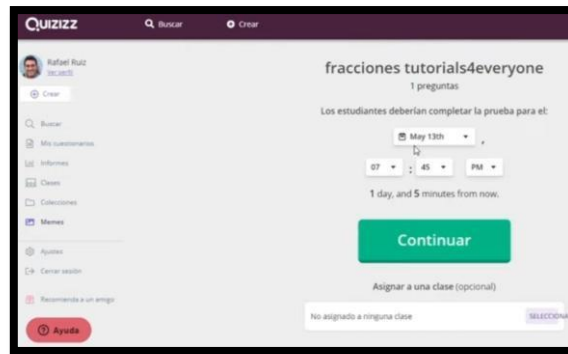 QUIZIZZ
Buscar
Crear
Rafael Ruiz
Ver perfil
Crear
Buscar
Mis cuestionarios
Informes
Clases
Colecciones
Memes
Ajustes
Cerrar sesión
Recomienda a un amigo
Ayuda
fracciones tutorials4everyone
1 preguntas
Los estudiantes deberían completar la prueba para el:
May 13th ,
07 : 45 PM
1 day, and 5 minutes from now.
Continuar
Asignar a una clase (opcional)
No asignado a ninguna clase SELECCIONA